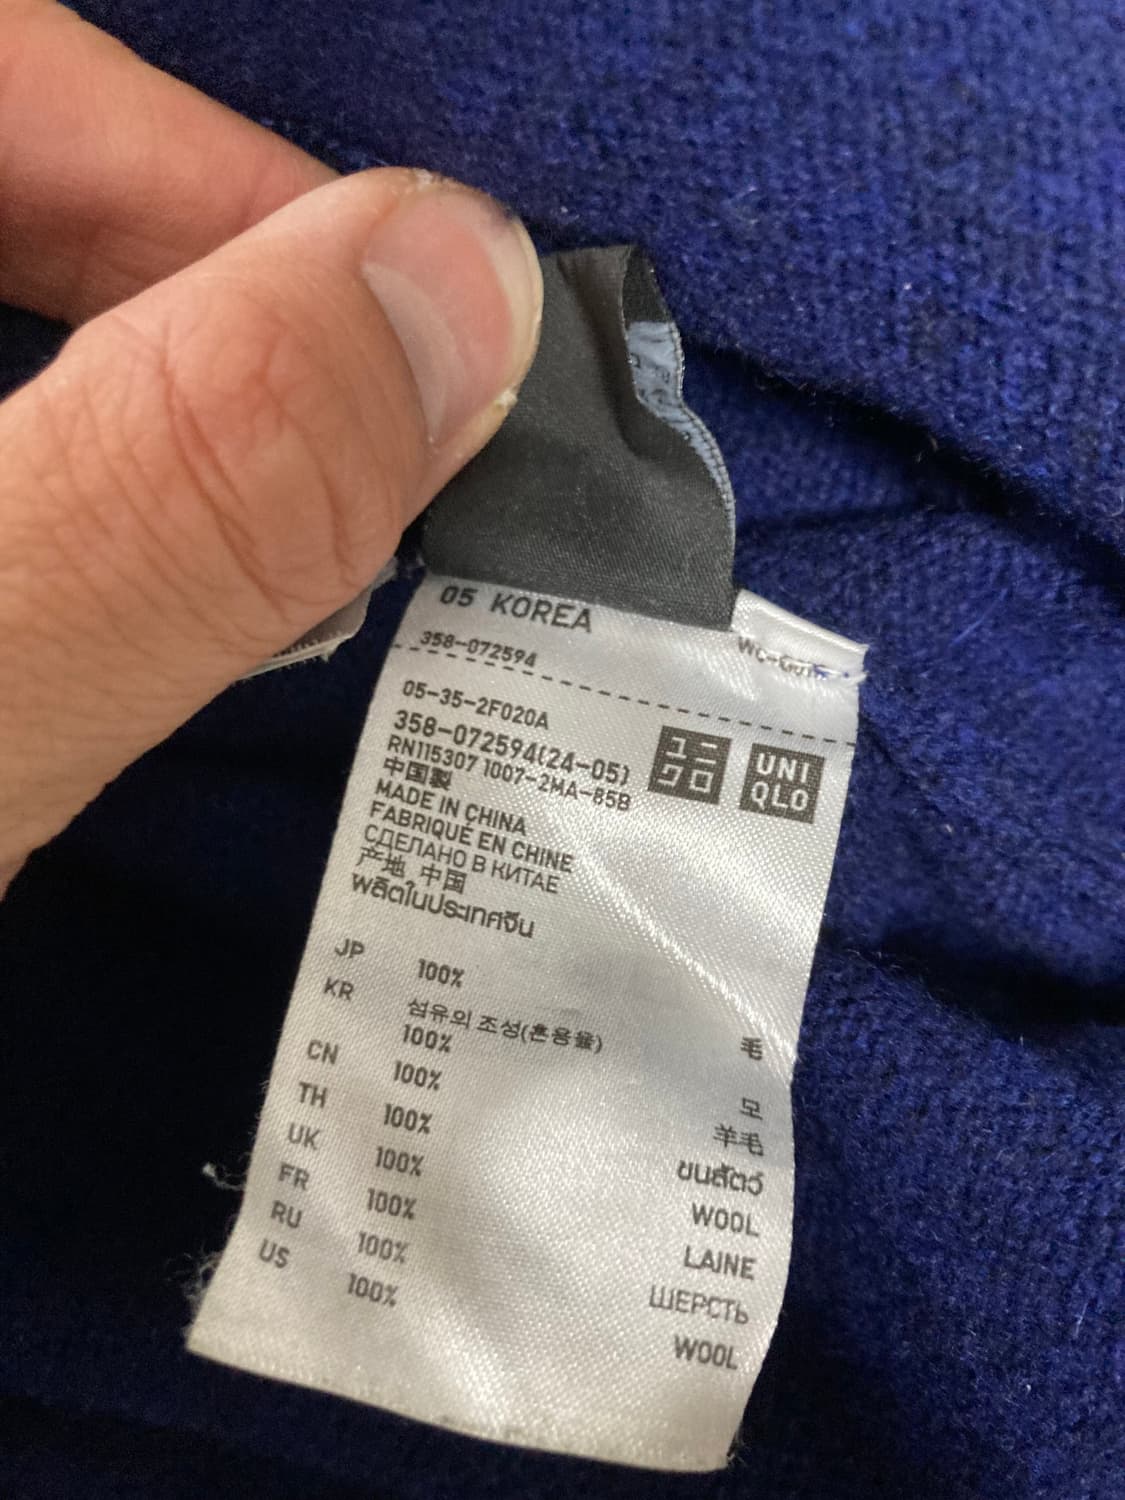 05 KOREA
358-072594
05-35-2F020A
358-072594(24-05)
RN115307 1007-2MA-85B
ユニ
クロ
UNI
QLO
中国製
MADE IN CHINA
FABRIQUÉ EN CHINE
СДЕЛАНО В КИТАЕ
产地 中国
ผลิตในประเทศจีน
JP 100% 毛
KR 섬유의 조성(혼용율)
100% 모
CN 100% 羊毛
TH 100% ขนสัตว์
UK 100% WOOL
FR 100% LAINE
RU 100% ШЕРСТЬ
US 100% WOOL